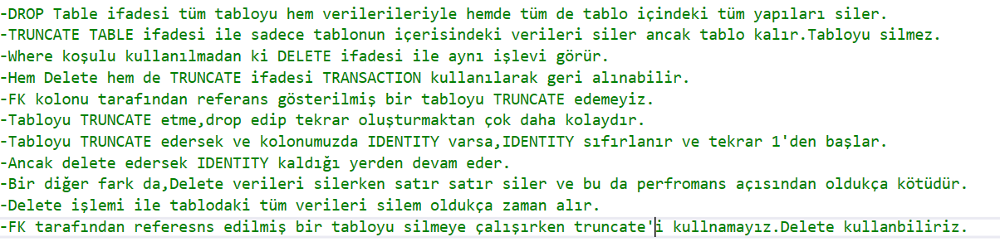 -DROP Table ifadesi tüm tabloyu hem verilerileriyle hemde tüm de tablo içindeki tüm yapıları siler.
-TRUNCATE TABLE ifadesi ile sadece tablonun içerisindeki verileri siler ancak tablo kalır.Tabloyu silmez.
-Where koşulu kullanılmadan ki DELETE ifadesi ile aynı işlevi görür.
-Hem Delete hem de TRUNCATE ifadesi TRANSACTION kullanılarak geri alınabilir.
-FK kolonu tarafından referans gösterilmiş bir tabloyu TRUNCATE edemeyiz.
-Tabloyu TRUNCATE etme,drop edip tekrar oluşturmaktan çok daha kolaydır.
-Tabloyu TRUNCATE edersek ve kolonumuzda IDENTITY varsa,IDENTITY sıfırlanır ve tekrar 1'den başlar.
-Ancak delete edersek IDENTITY kaldığı yerden devam eder.
-Bir diğer fark da,Delete verileri silerken satır satır siler ve bu da perfromans açısından oldukça kötüdür.
-Delete işlemi ile tablodaki tüm verileri silem oldukça zaman alır.
-FK tarafından referesns edilmiş bir tabloyu silmeye çalışırken truncate'i kullnamayız.Delete kullanbiliriz.